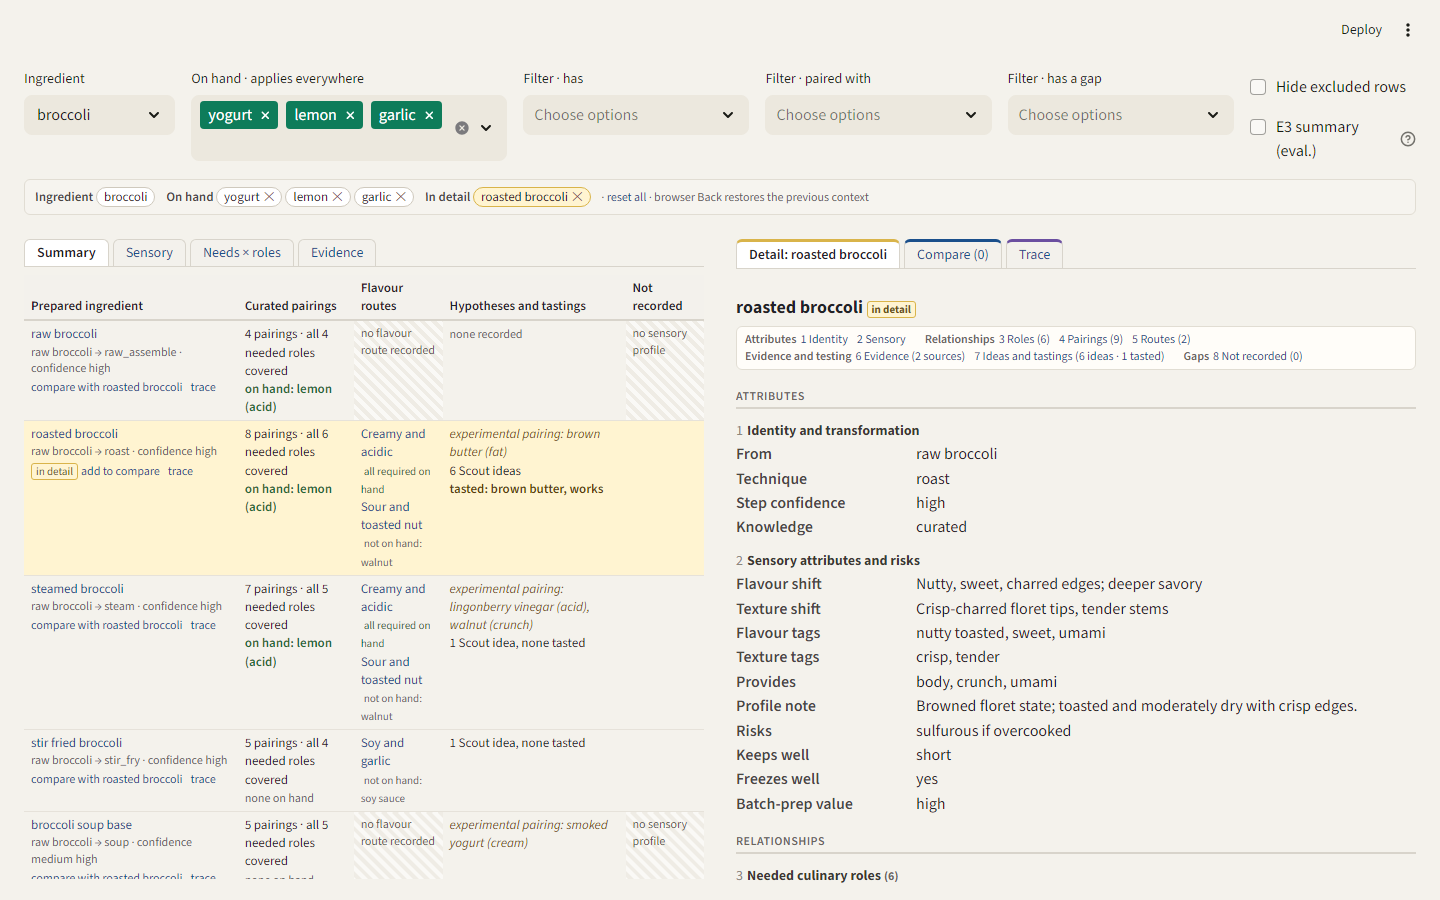 Deploy
Ingredient
On hand · applies everywhere
Filter · has
Filter · paired with
Filter · has a gap
broccoli
yogurt × lemon × garlic ×
Choose options
Choose options
Choose options
Hide excluded rows
E3 summary
(eval.)
Ingredient broccoli On hand yogurt × lemon × garlic × In detail roasted broccoli × · reset all · browser Back restores the previous context
Summary
Sensory
Needs × roles
Evidence
Prepared ingredient
Curated pairings
Flavour
routes
Hypotheses and tastings
Not
recorded
raw broccoli
raw broccoli → raw_assemble ·
confidence high
compare with roasted broccoli trace
4 pairings · all 4
needed roles
covered
on hand: lemon
(acid)
no flavour
route recorded
none recorded
no sensory
profile
roasted broccoli
raw broccoli → roast · confidence high
in detail add to compare trace
8 pairings · all 6
needed roles
covered
on hand: lemon
(acid)
Creamy and
acidic
all required on
hand
Sour and
toasted nut
not on hand:
walnut
experimental pairing: brown
butter (fat)
6 Scout ideas
tasted: brown butter, works
steamed broccoli
raw broccoli → steam · confidence high
compare with roasted broccoli trace
7 pairings · all 5
needed roles
covered
on hand: lemon
(acid)
Creamy and
acidic
all required on
hand
Sour and
toasted nut
not on hand:
walnut
experimental pairing:
lingonberry vinegar (acid),
walnut (crunch)
1 Scout idea, none tasted
stir fried broccoli
raw broccoli → stir_fry · confidence high
compare with roasted broccoli trace
5 pairings · all 4
needed roles
covered
none on hand
Soy and
garlic
not on hand:
soy sauce
1 Scout idea, none tasted
broccoli soup base
raw broccoli → soup · confidence
medium high
compare with roasted broccoli trace
5 pairings · all 5
needed roles
covered
none on hand
no flavour
route recorded
experimental pairing: smoked
yogurt (cream)
no sensory
profile
Detail: roasted broccoli
Compare (0)
Trace
roasted broccoli in detail
Attributes 1 Identity 2 Sensory Relationships 3 Roles (6) 4 Pairings (9) 5 Routes (2)
Evidence and testing 6 Evidence (2 sources) 7 Ideas and tastings (6 ideas · 1 tasted) Gaps 8 Not recorded (0)
ATTRIBUTES
1 Identity and transformation
From raw broccoli
Technique roast
Step confidence high
Knowledge curated
2 Sensory attributes and risks
Flavour shift Nutty, sweet, charred edges; deeper savory
Texture shift Crisp-charred floret tips, tender stems
Flavour tags nutty toasted, sweet, umami
Texture tags crisp, tender
Provides body, crunch, umami
Profile note Browned floret state; toasted and moderately dry with crisp edges.
Risks sulfurous if overcooked
Keeps well short
Freezes well yes
Batch-prep value high
RELATIONSHIPS
3 Needed culinary roles (6)